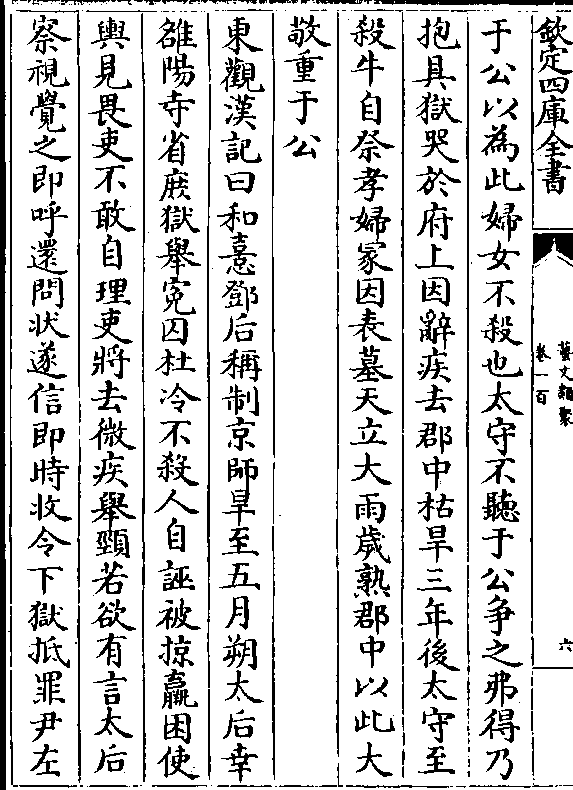 欽定四庫全書
藝文類聚
卷一百
六
于公以為此婦女不殺也太守不聽于公爭之弗得乃
抱具獄哭於府上因辭疾去郡中枯旱三年後太守至
殺牛自祭孝婦冡因表墓天立大雨歲熟郡中以此大
敬重于公
東觀漢記曰和憙鄧后稱制京師旱至五月朔太后幸
雒陽寺省庻獄舉寃囚杜冷不殺人自誣被掠羸困使
輿見畏吏不敢自理吏將去微疾舉頸若欲有言太后
察視覺之即呼還問狀遂信即時收令下獄抵罪尹左